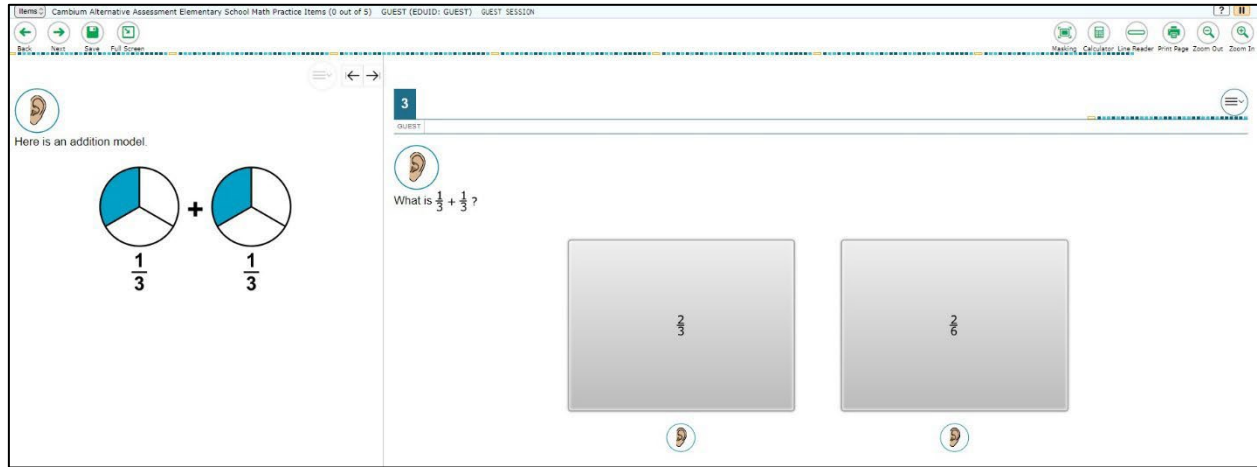 Items Cambium Alternative Assessment Elementary School Math Practice Items (0 out of 5) GUEST (EDUID: GUEST) GUEST SESSION ?
Back Next Save Full Screen Masking Calculator Line Reader Print Page Zoom Out Zoom In
Here is an addition model.
+
1/3 1/3
3
GUEST
What is 1/3 + 1/3 ?
2/3 2/6